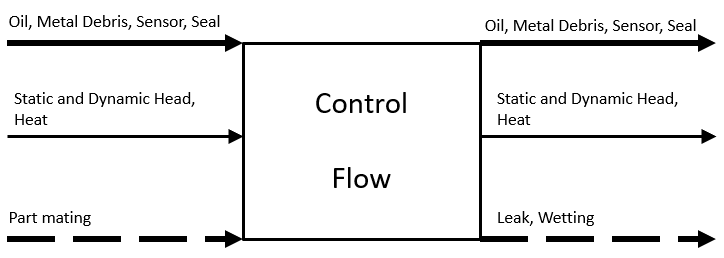 Oil, Metal Debris, Sensor, Seal
Oil, Metal Debris, Sensor, Seal
Static and Dynamic Head,
Heat
Control
Flow
Static and Dynamic Head,
Heat
Part mating
Leak, Wetting